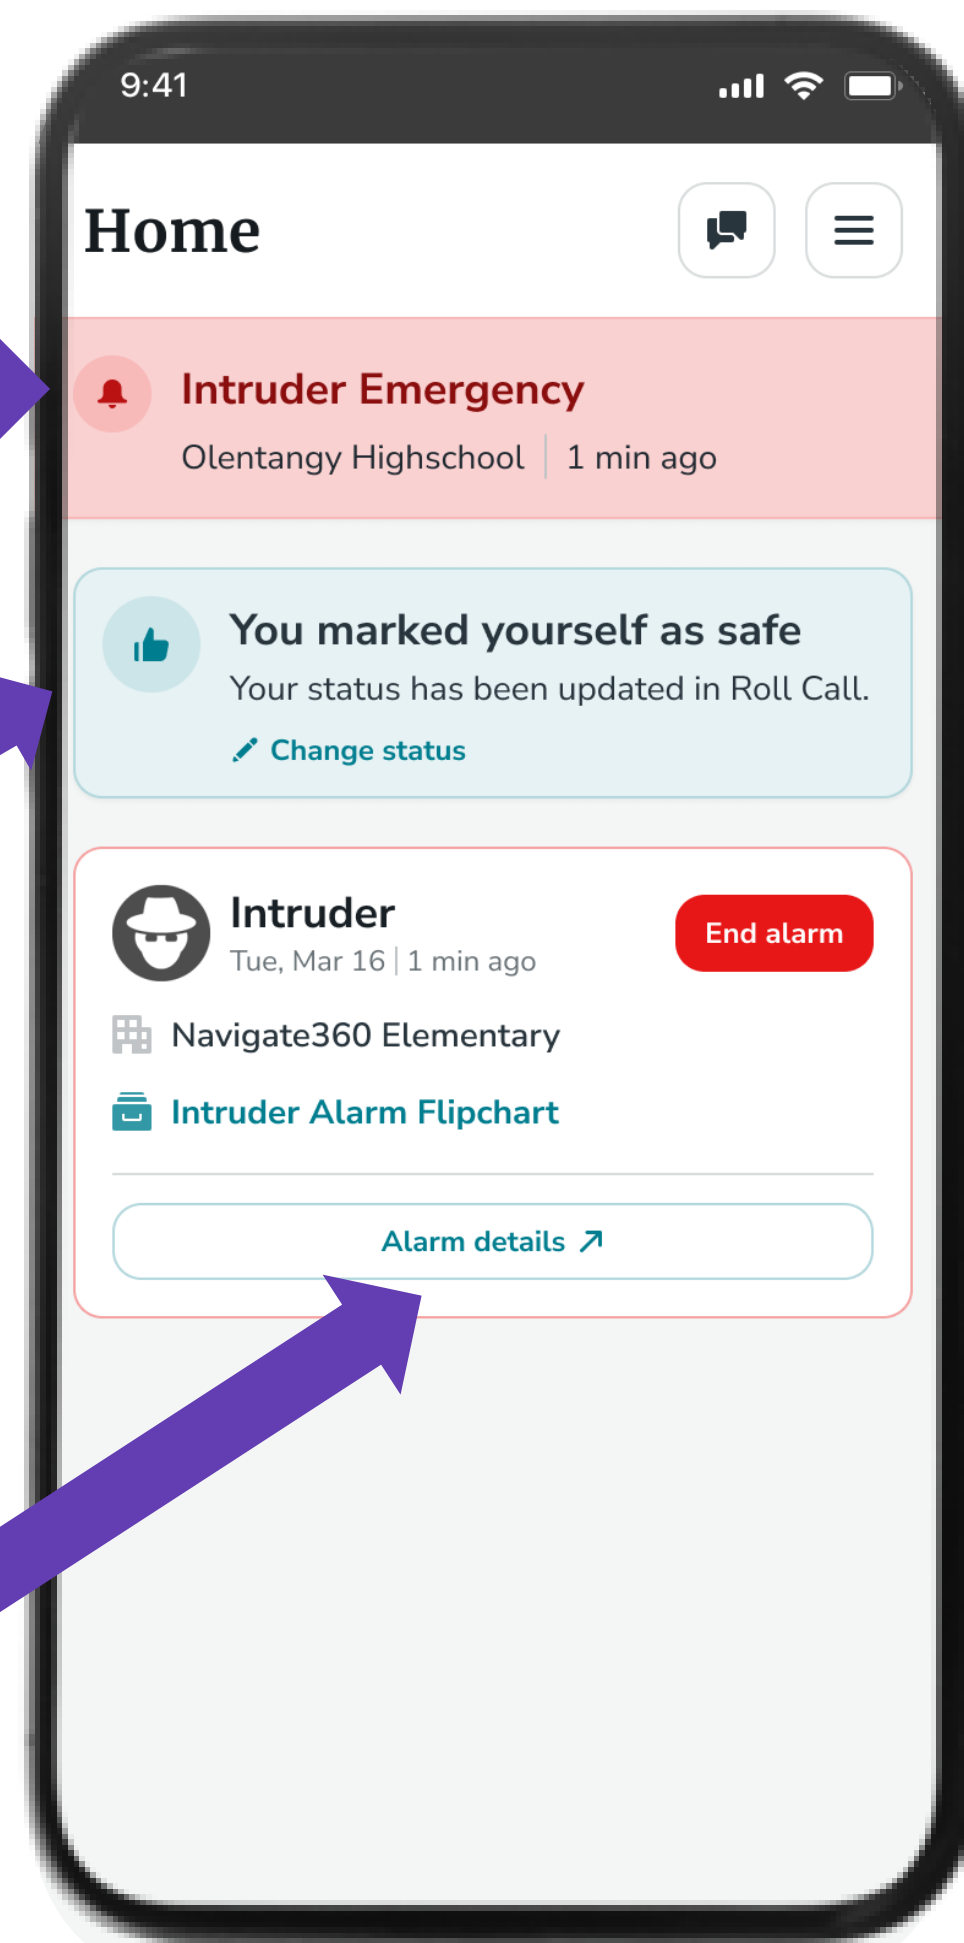 9:41
Home
Intruder Emergency
Olentangy Highschool | 1 min ago
You marked yourself as safe
Your status has been updated in Roll Call.
Change status
Intruder
End alarm
Tue, Mar 16 | 1 min ago
Navigate360 Elementary
Intruder Alarm Flipchart
Alarm details